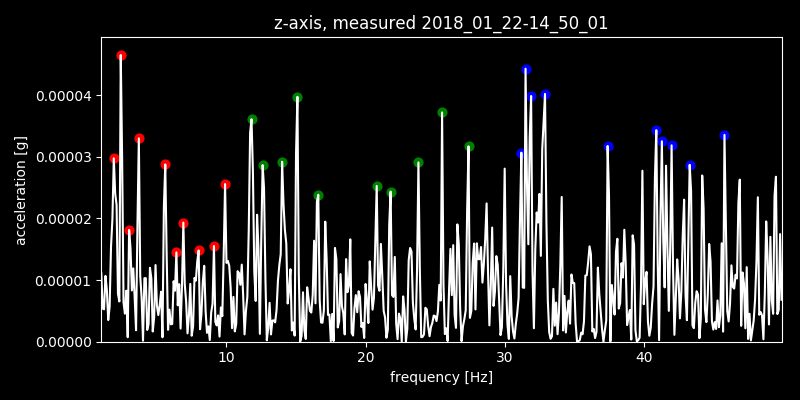 z-axis, measured 2018_01_22-14_50_01
acceleration [g]
0.00004
0.00003
0.00002
0.00001
0.00000
10 20 30 40
frequency [Hz]